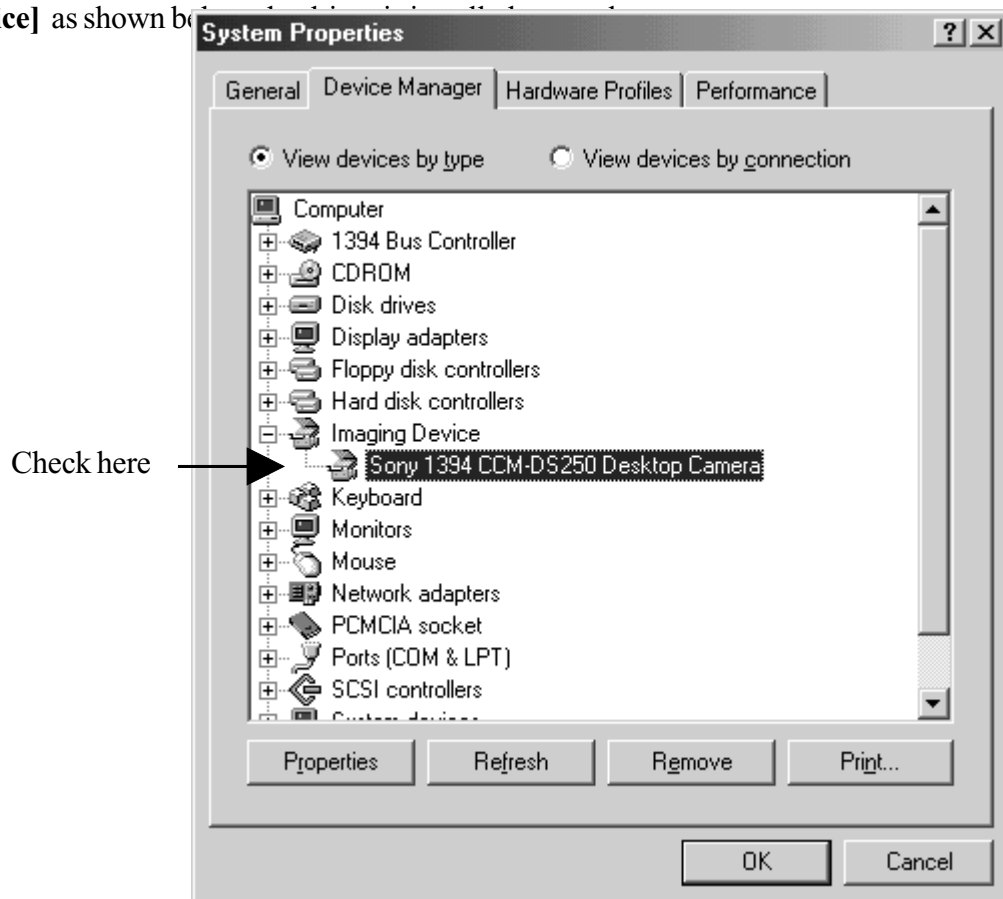 ice] as shown
System Properties
General Device Manager Hardware Profiles Performance
View devices by type View devices by connection
Computer
1394 Bus Controller
CDROM
Disk drives
Display adapters
Floppy disk controllers
Hard disk controllers
Imaging Device
Check here Sony 1394 CCM-DS250 Desktop Camera
Keyboard
Monitors
Mouse
Network adapters
PCMCIA socket
Ports (COM & LPT)
SCSI controllers
Properties Refresh Remove Print...
OK Cancel